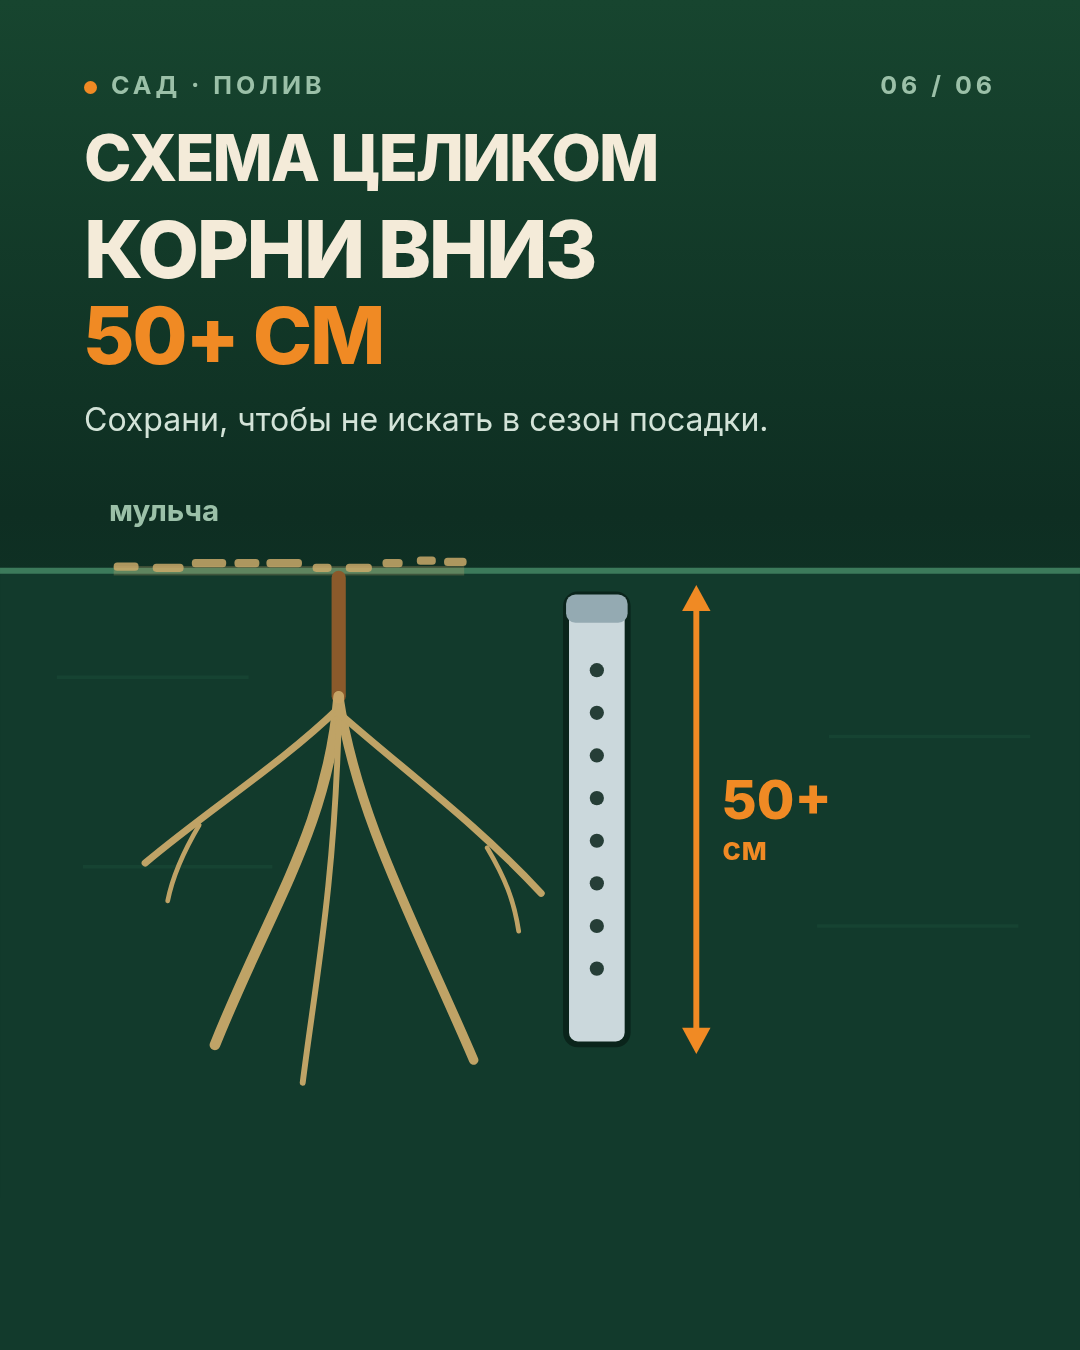 САД · ПОЛИВ
06 / 06
СХЕМА ЦЕЛИКОМ
КОРНИ ВНИЗ
50+ СМ
Сохрани, чтобы не искать в сезон посадки.
мульча
50+
см